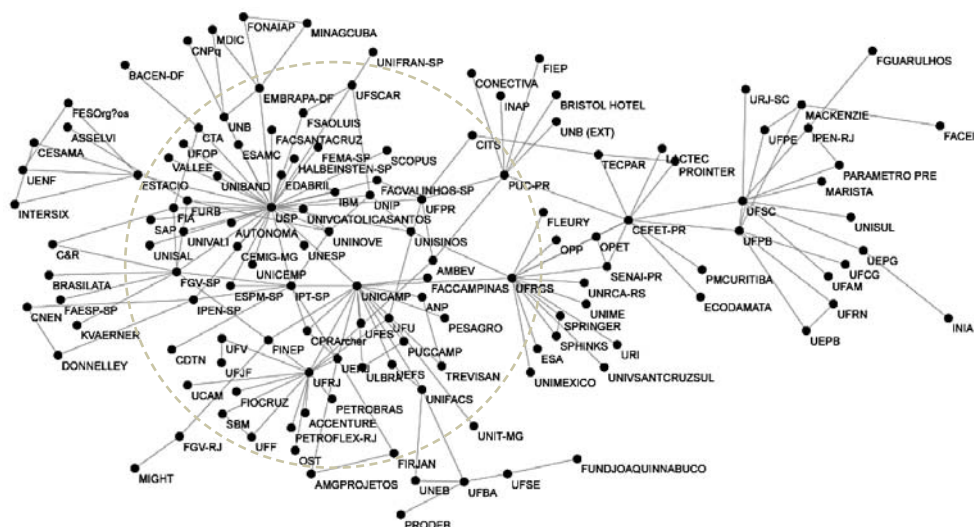 FONAIAP
MINAGCUBA
MDIC
CNPq
UNIFRAN-SP
FIEP
FGUARULHOS
BACEN-DF
CONECTIVA
INAP
BRISTOL HOTEL
URJ-SC
MACKENZIE
EMBRAPA-DF
UFSCAR
FESOrg?os
UNB
FSAOLUIS
UNB (EXT)
UFPE
IPEN-RJ
FACEN
ASSELVI
CTA
FACSANTACRUZ
CITS
CESAMA
UFOP
ESAMC
FEMA-SP
SCOPUS
TECPAR
LACTEC
VALLEE
HALBEINSTEN-SP
PROINTER
PARAMETRO PRE
UENF
ESTACIO
UNIBAND
EDABRIL
FACVALINHOS-SP
PUC-PR
MARISTA
IBM
UNIP
INTERSIX
FURB
USP
UNIVCATOLICASANTOS
UFPR
UFSC
FIA
FLEURY
CEFET-PR
UNISUL
SAP
UNIVALI
AUTONOMA
UNINOVE
UNISINOS
OPP
OPET
UFPB
C&R
UNISAL
CEMIG-MG
UNESP
AMBEV
SENAI-PR
UEPG
UNICEMP
UFCG
BRASILATA
FGV-SP
ESPM-SP
IPT-SP
UNICAMP
FACCAMPINAS
UFRGS
PMCURITIBA
UFAM
FAESP-SP
IPEN-SP
ANP
UNRCA-RS
ECODAMATA
UFRN
CNEN
UNIME
KVAERNER
PESAGRO
SPRINGER
INIA
CPRArcher
UFES
UFU
UEPB
DONNELLEY
CDTN
UFV
FINEP
PUCCAMP
SPHINKS
URI
UFJF
UERJ
ULBRA
UEFS
TREVISAN
ESA
UCAM
UFRJ
UNIMEXICO
UNIVSANTCRUZSUL
FIOCRUZ
UNIFACS
PETROBRAS
SBM
ACCENTURE
UNIT-MG
FGV-RJ
UFF
PETROFLEX-RJ
OST
FIRJAN
FUNDJOAQUINNABUCO
MIGHT
AMGPROJETOS
UNEB
UFBA
UFSE
PRODEB